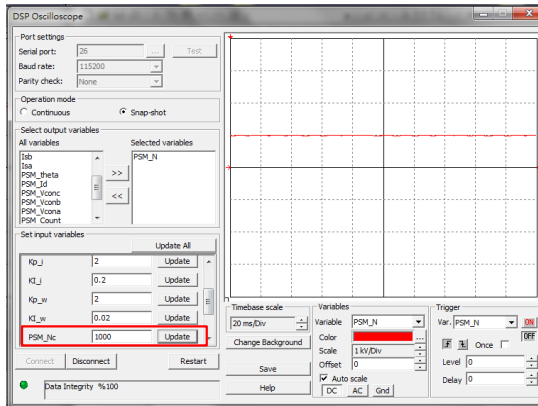 DSP Oscilloscope
Port settings
Serial port: 26 ... Test
Baud rate: 115200
Parity check: None
Operation mode
Continuous Snap-shot
Select output variables
All variables Selected variables
Isb
Isa
PSM_theta
PSM_Id
PSM_Vconc
PSM_Vconb
PSM_Vcona
PSM_Count
PSM_N
>>
<<
Set input variables
Update All
Kp_i 2 Update
KI_i 0.2 Update
Kp_w 2 Update
KI_w 0.02 Update
PSM_Nc 1000 Update
Connect Disconnect Restart
Data Integrity %100
Timebase scale
20 ms/Div
Change Background
Save
Help
Variables
Variable PSM_N
Color ...
Scale 1 kV/Div
Offset 0
Auto scale
DC AC Gnd
Trigger
Var. PSM_N ON
OFF
Once
Level 0
Delay 0